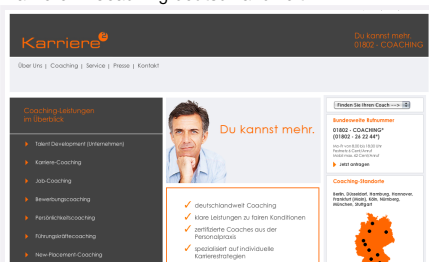 Karriere
Du kannst mehr.
01802 - COACHING
Über Uns | Coaching | Service | Presse | Kontakt
Coaching-Leistungen
im Überblick
Talent Development (Unternehmen)
Karriere-Coaching
Job-Coaching
Bewerbungscoaching
Persönlichkeitscoaching
Führungskräftecoaching
New-Placement-Coaching
Du kannst mehr.
deutschlandweit Coaching
klare Leistungen zu fairen Konditionen
zertifizierte Coaches aus der
Personalpraxis
spezialisiert auf individuelle
Karrierestrategien
Finden Sie Ihren Coach --->
Bundesweite Rufnummer
01802 - COACHING*
(01802 - 26 22 44*)
Jetzt anfragen
Coaching-Standorte
Berlin, Düsseldorf, Hamburg, Hannover,
Frankfurt (Main), Köln, Nürnberg,
München, Stuttgart